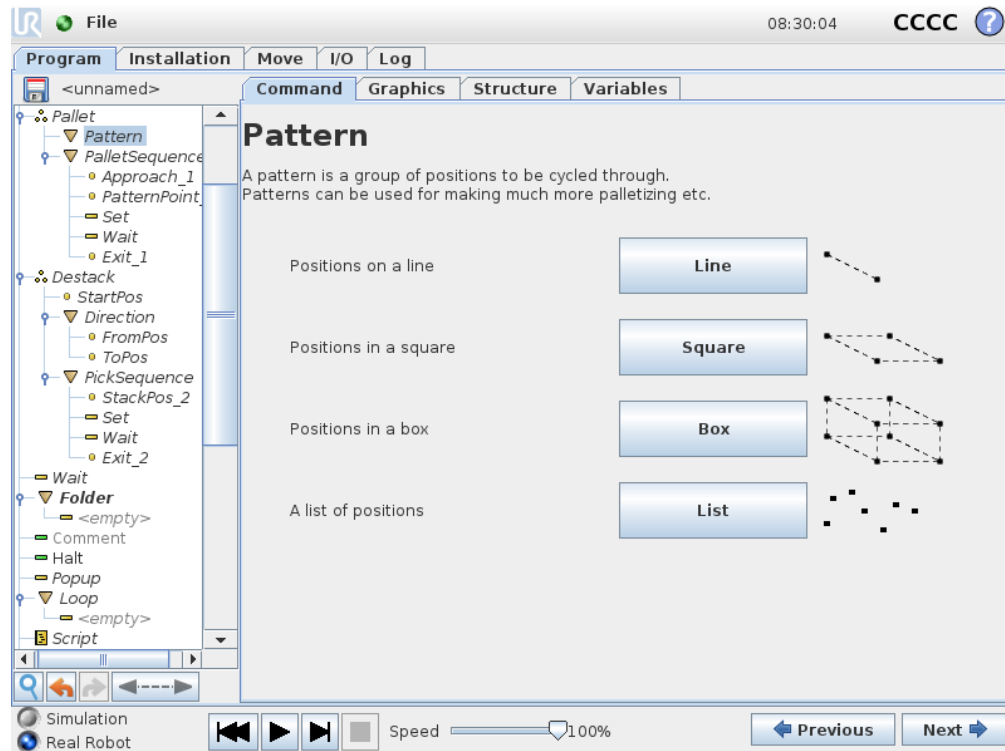 UR File 08:30:04 CCCC ?
Program Installation Move I/O Log
<unnamed>
Command Graphics Structure Variables
Pallet
Pattern
PalletSequence
Approach_1
PatternPoint_
Set
Wait
Exit_1
Destack
StartPos
Direction
FromPos
ToPos
PickSequence
StackPos_2
Set
Wait
Exit_2
Wait
Folder
<empty>
Comment
Halt
Popup
Loop
<empty>
Script
Pattern
A pattern is a group of positions to be cycled through.
Patterns can be used for making much more palletizing etc.
Positions on a line Line
Positions in a square Square
Positions in a box Box
A list of positions List
Simulation
Real Robot
Speed 100%
Previous Next